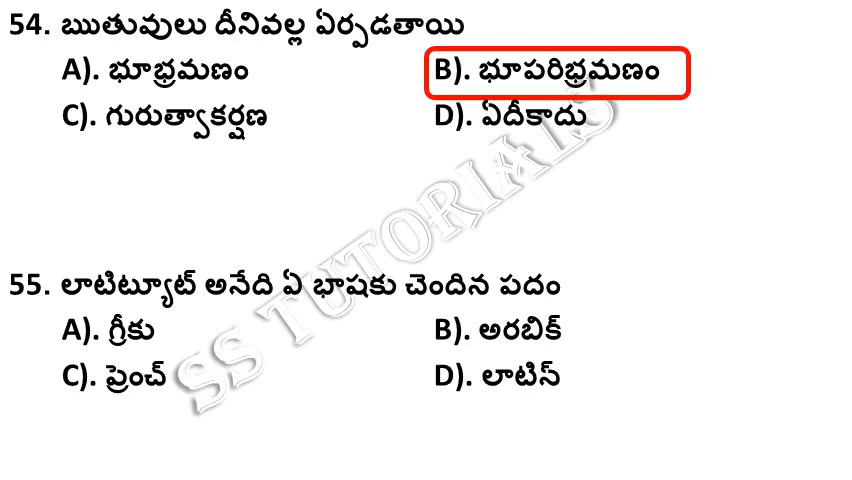 54. ఋతువులు దీనివల్ల ఏర్పడతాయి
A). భూభ్రమణం B). భూపరిభ్రమణం
C). గురుత్వాకర్షణ D). ఏదీకాదు
SS TUTORIALS
55. లాటిట్యూట్ అనేది ఏ భాషకు చెందిన పదం
A). గ్రీకు B). అరబిక్
C). ప్రెంచ్ D). లాటిన్